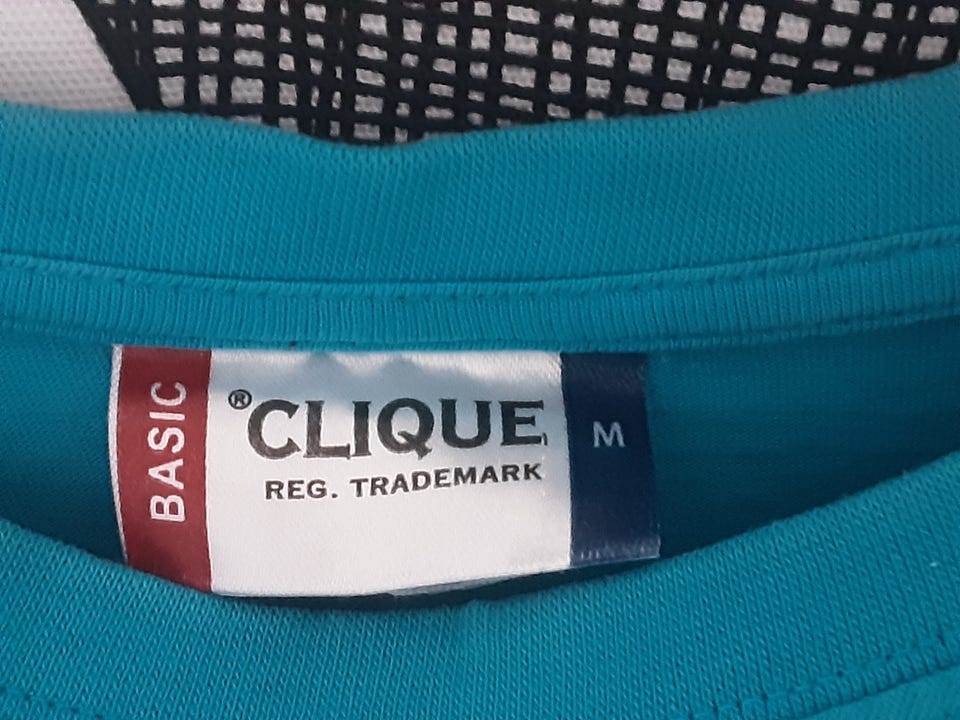 BASIC
®CLIQUE
REG. TRADEMARK
M